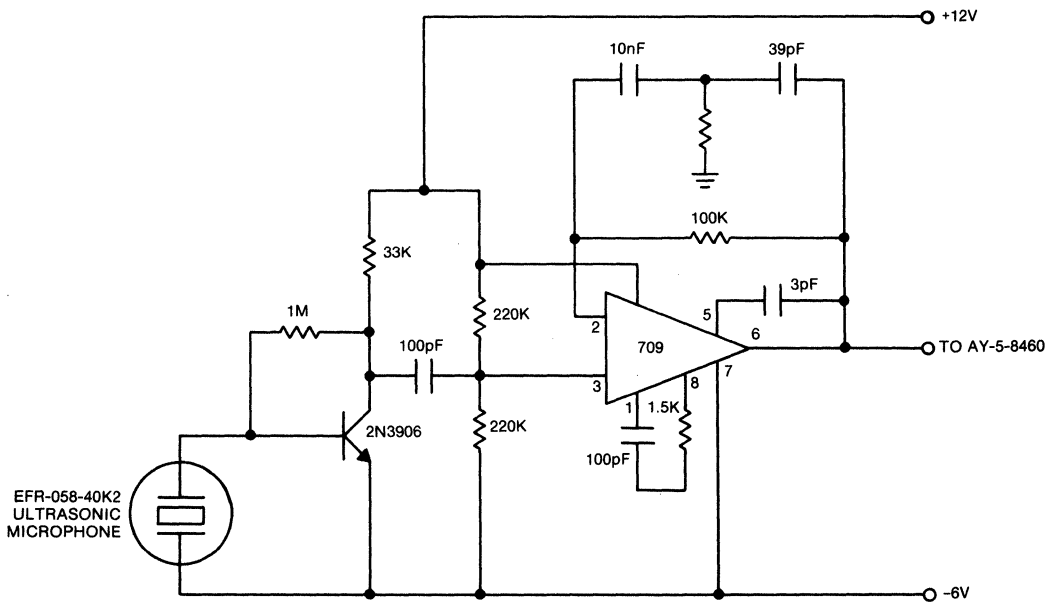 +12V
10nF
39pF
100K
33K
3pF
1M
220K
5
6
2
709
TO AY-5-8460
100pF
7
3
8
1
1.5K
2N3906
220K
100pF
EFR-058-40K2
ULTRASONIC
MICROPHONE
–6V